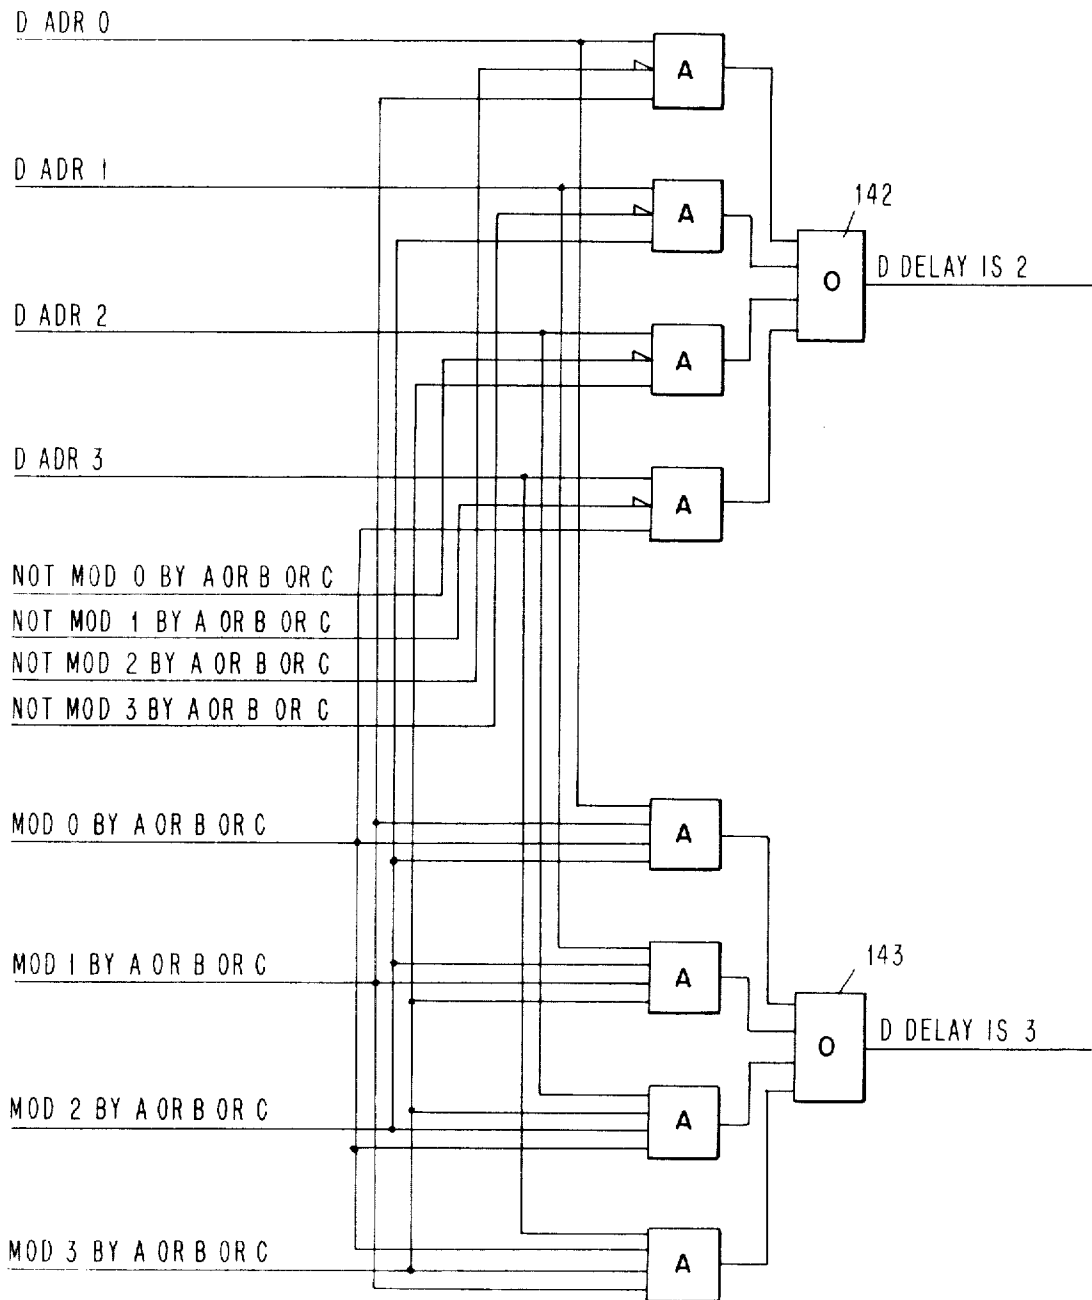 D ADR 0
A
D ADR 1
A
142
O
D DELAY IS 2
D ADR 2
A
D ADR 3
A
NOT MOD 0 BY A OR B OR C
NOT MOD 1 BY A OR B OR C
NOT MOD 2 BY A OR B OR C
NOT MOD 3 BY A OR B OR C
MOD 0 BY A OR B OR C
A
MOD 1 BY A OR B OR C
A
143
O
D DELAY IS 3
MOD 2 BY A OR B OR C
A
MOD 3 BY A OR B OR C
A